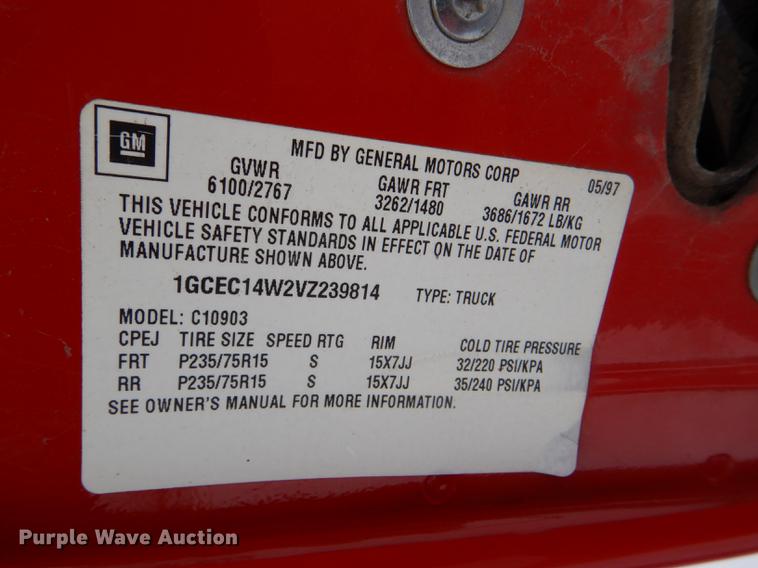 GM
MFD BY GENERAL MOTORS CORP 05/97
GVWR GAWR FRT GAWR RR
6100/2767 3262/1480 3686/1672 LB/KG
THIS VEHICLE CONFORMS TO ALL APPLICABLE U.S. FEDERAL MOTOR
VEHICLE SAFETY STANDARDS IN EFFECT ON THE DATE OF
MANUFACTURE SHOWN ABOVE.
1GCEC14W2VZ239814 TYPE: TRUCK
MODEL: C10903
CPEJ TIRE SIZE SPEED RTG RIM COLD TIRE PRESSURE
FRT P235/75R15 S 15X7JJ 32/220 PSI/KPA
RR P235/75R15 S 15X7JJ 35/240 PSI/KPA
SEE OWNER'S MANUAL FOR MORE INFORMATION.
Purple Wave Auction